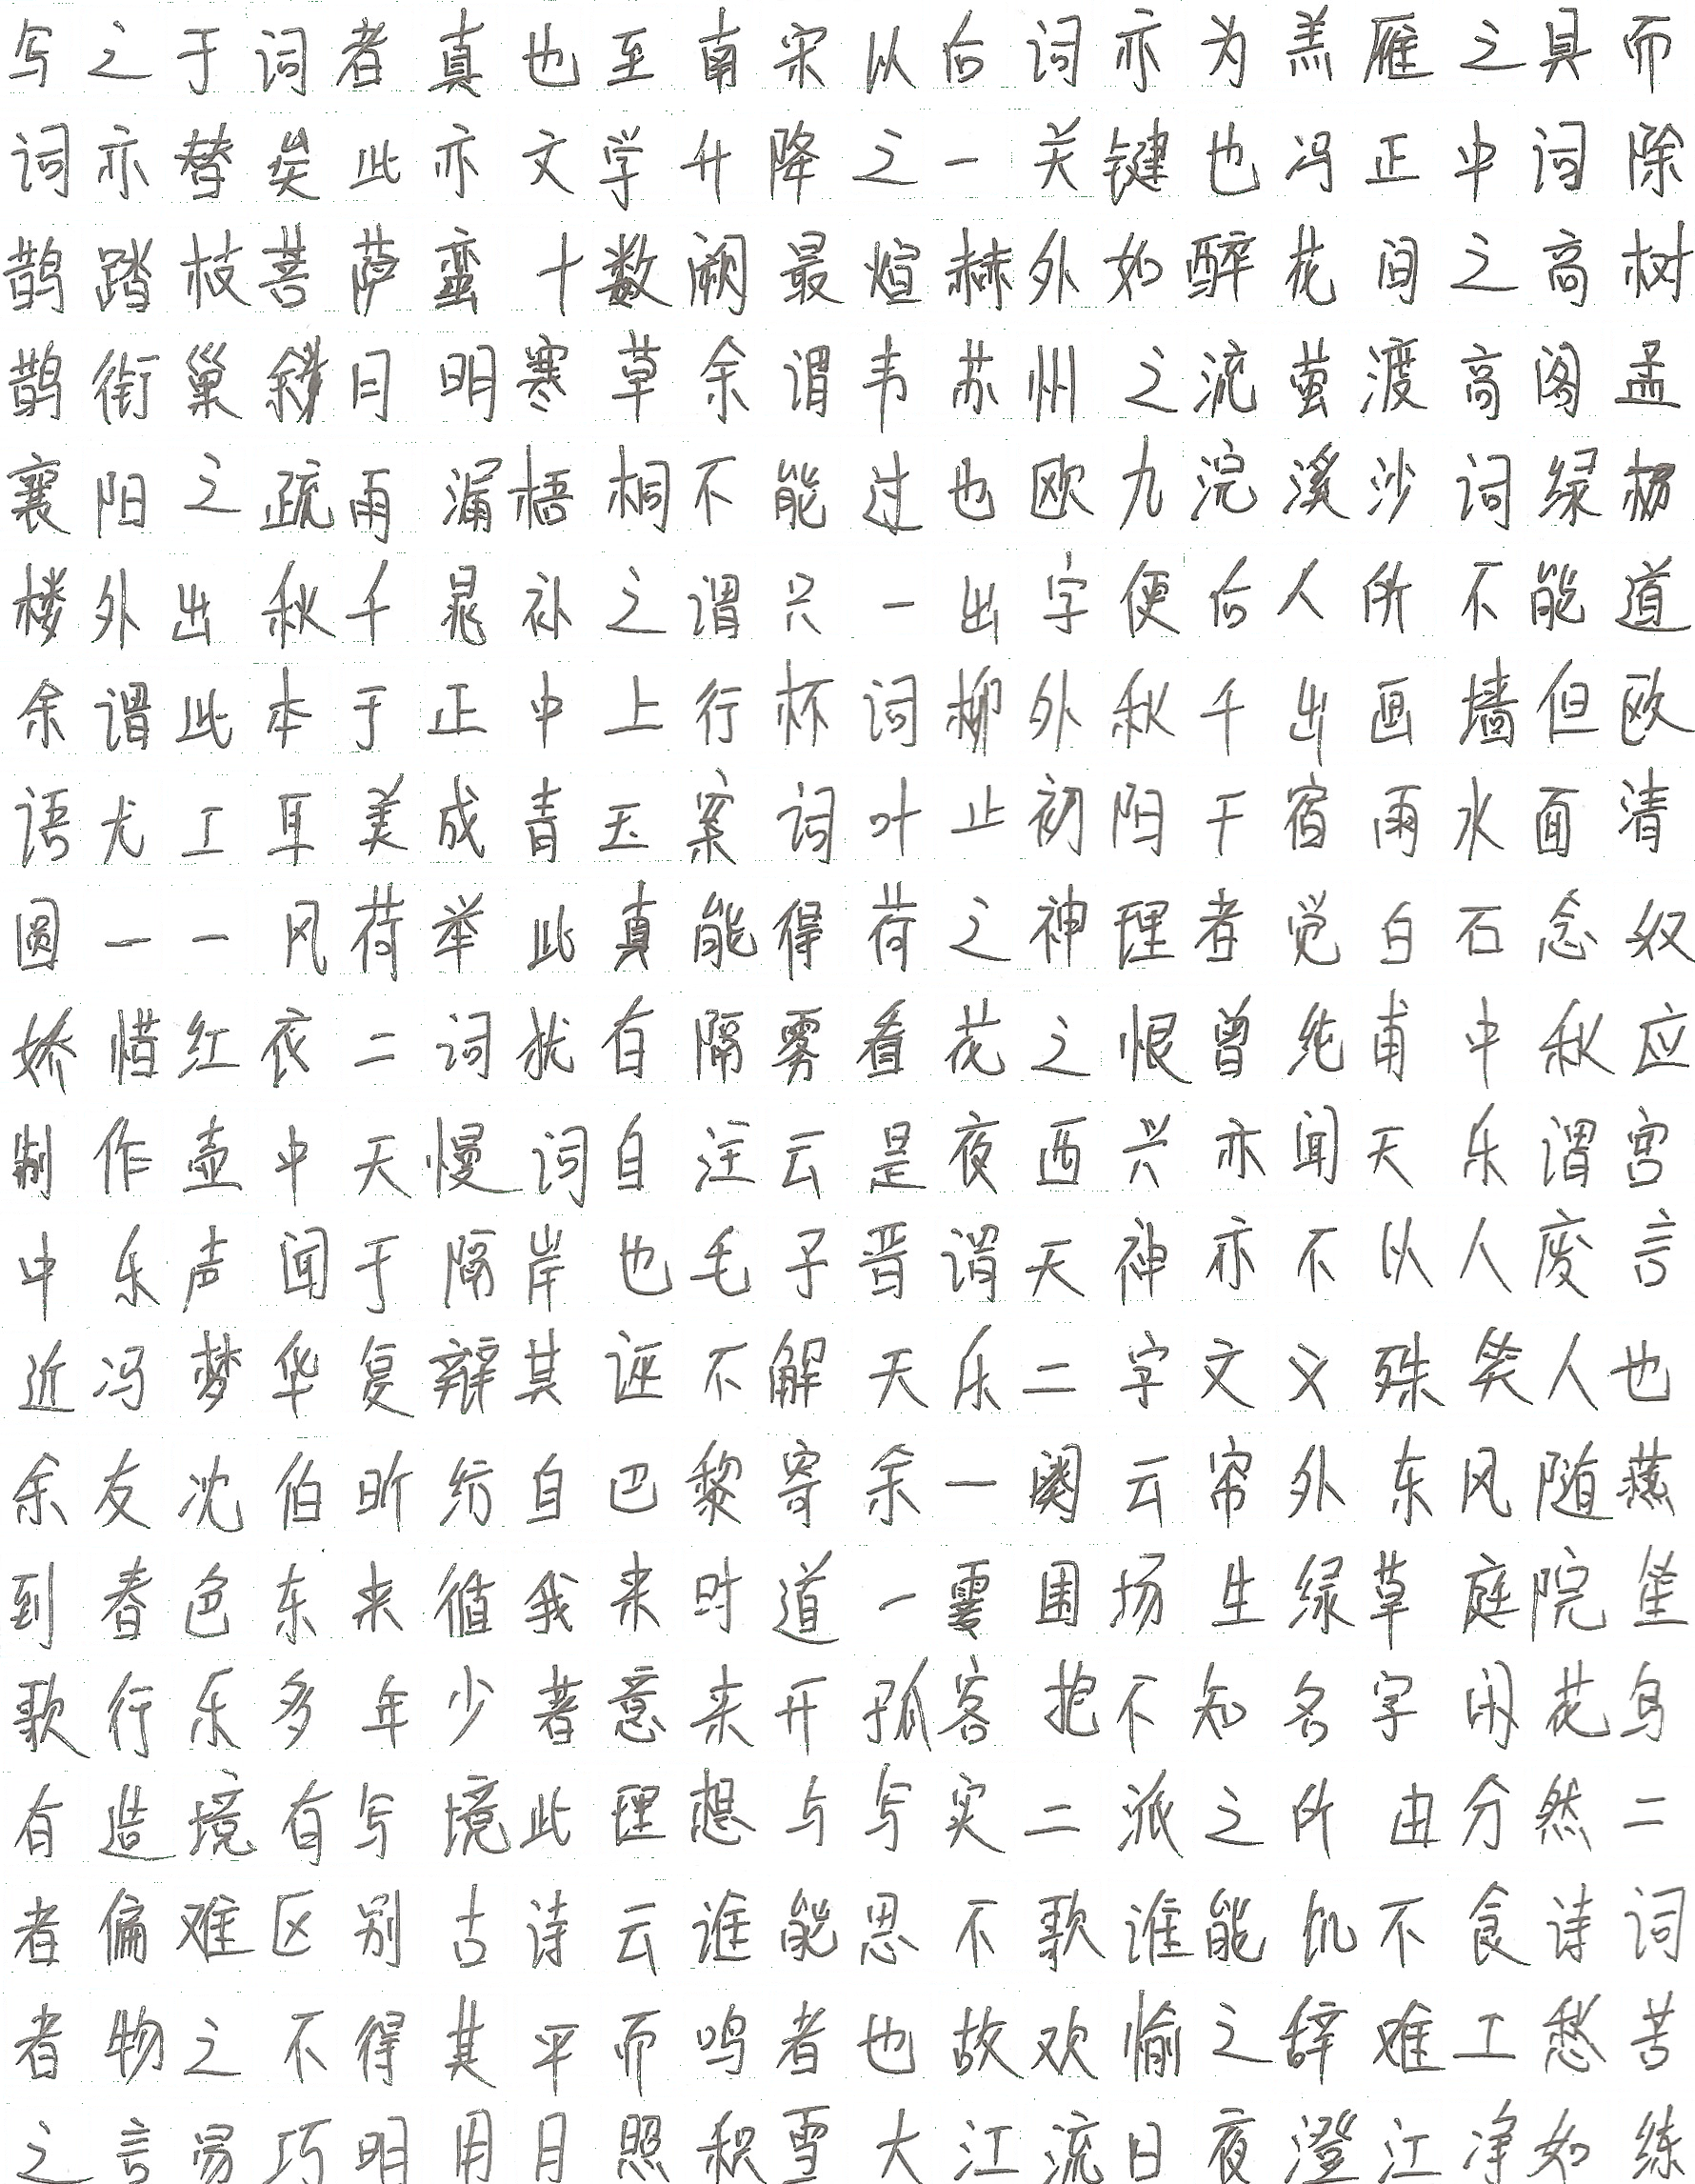 写之于词者真也至南宋以后词亦为羔雁之具而
词亦替矣此亦文学升降之一关键也冯正中词除
鹊踏枝菩萨蛮十数阕最煊赫外如醉花间之高树
鹊衔巢斜月明寒草余谓韦苏州之流萤渡高阁孟
襄阳之疏雨漏梧桐不能过也欧九浣溪沙词绿杨
楼外出秋千晁补之谓只一出字便后人所不能道
余谓此本于正中上行杯词柳外秋千出画墙但欧
语尤工耳美成青玉案词叶上初阳干宿雨水面清
圆一一风荷举此真能得荷之神理者觉白石念奴
娇惜红衣二词犹有隔雾看花之恨曾纯甫中秋应
制作壶中天慢词自注云是夜西兴亦闻天乐谓宫
中乐声闻于隔岸也毛子晋谓天神亦不以人废言
近冯梦华复辩其诬不解天乐二字文义殊笑人也
余友沈伯昕纺自巴黎寄余一阕云帘外东风随燕
到春色东来循我来时道一霎围场生绿草庭院笙
歌行乐多年少著意来开孤客抱不知名字闲花鸟
有造境有写境此理想与写实二派之所由分然二
者偏难区别古诗云谁能思不歌谁能饥不食诗词
者物之不得其平而鸣者也故欢愉之辞难工愁苦
之言易巧明用月照积雪大江流日夜澄江净如练